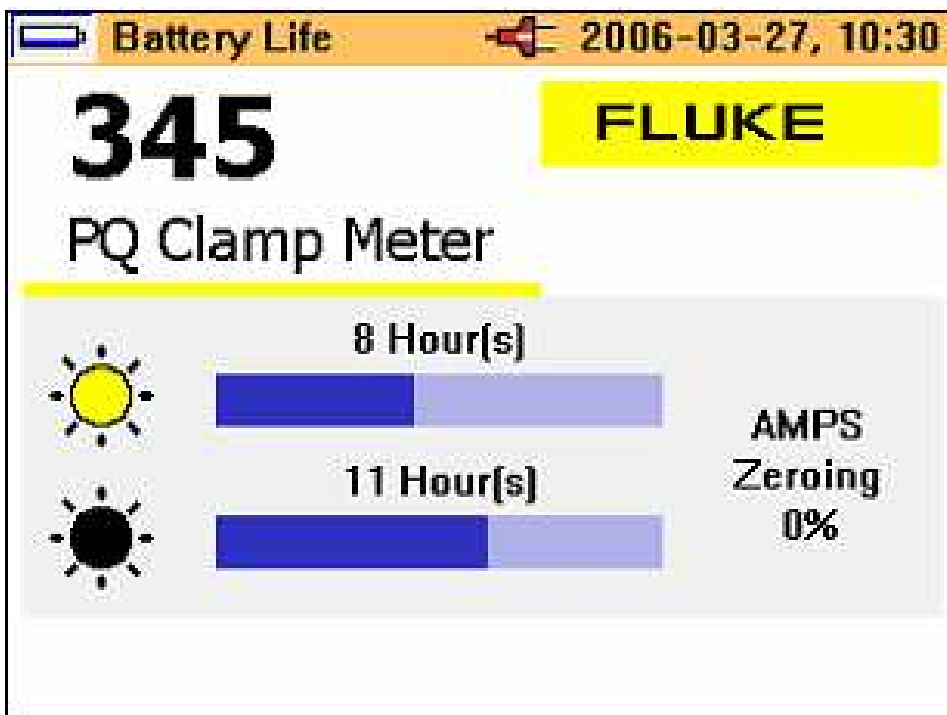 Battery Life 2006-03-27, 10:30
345
FLUKE
PQ Clamp Meter
8 Hour(s)
11 Hour(s)
AMPS
Zeroing
0%